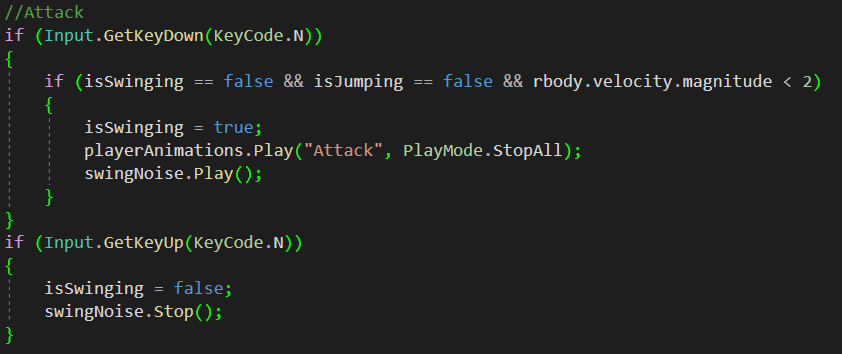 //Attack
if (Input.GetKeyDown(KeyCode.N))
{
    if (isSwinging == false && isJumping == false && rbody.velocity.magnitude < 2)
    {
        isSwinging = true;
        playerAnimations.Play("Attack", PlayMode.StopAll);
        swingNoise.Play();
    }
}
if (Input.GetKeyUp(KeyCode.N))
{
    isSwinging = false;
    swingNoise.Stop();
}